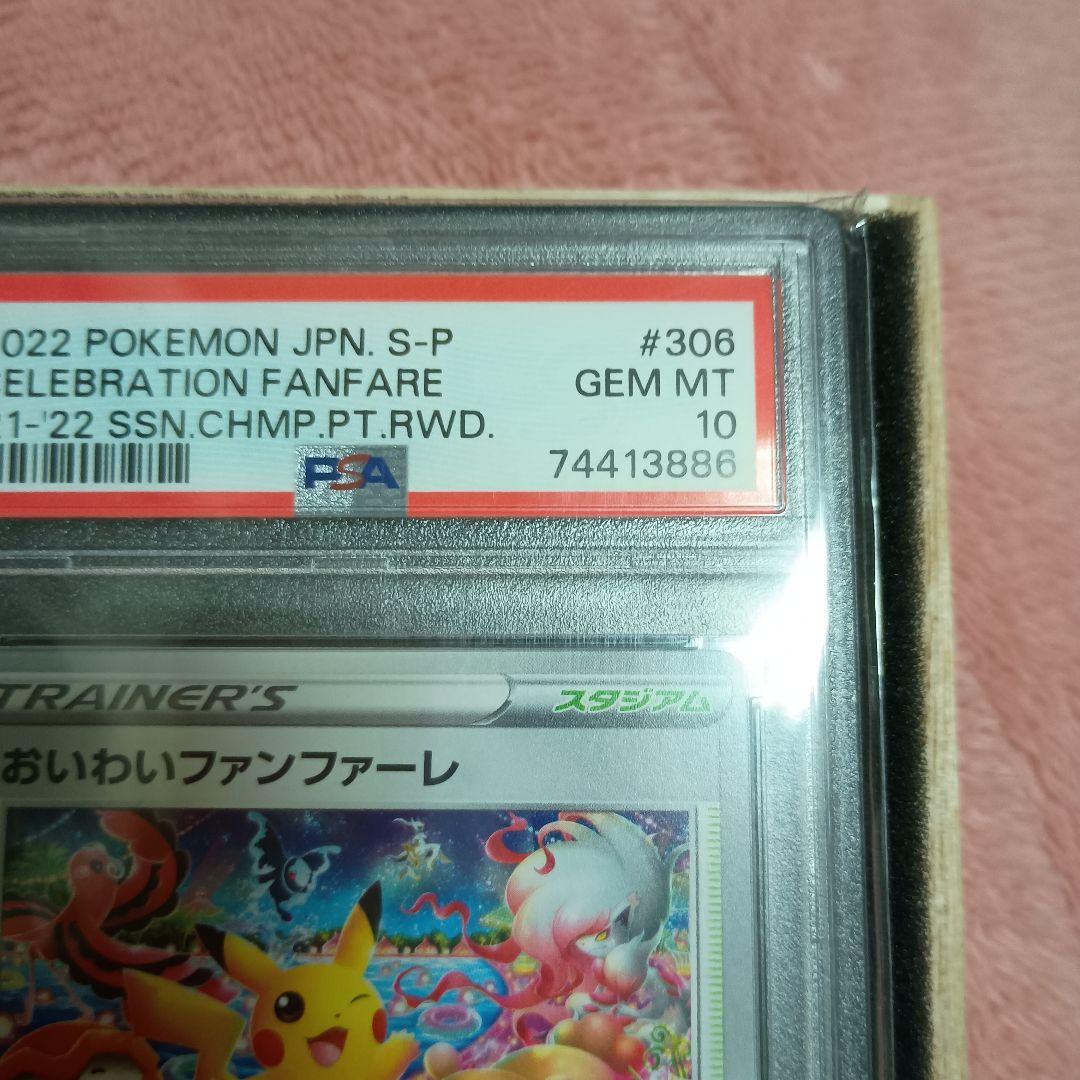 022 POKEMON JPN. S-P #306
ELEBRATION FANFARE GEM MT
1-'22 SSN.CHMP.PT.RWD. 10
PSA 74413886
TRAINER'S スタジアム
おいわいファンファーレ